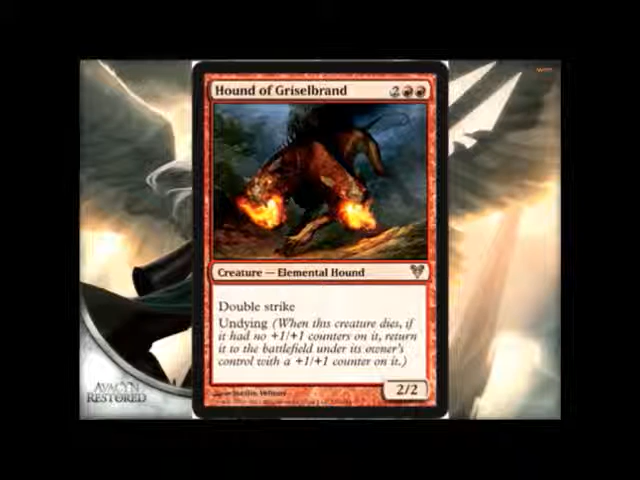 Hound of Griselbrand 2
Creature — Elemental Hound
Double strike
Undying (When this creature dies, if
it had no +1/+1 counters on it, return
it to the battlefield under its owner's
control with a +1/+1 counter on it.)
2/2
AVACYN
RESTORED